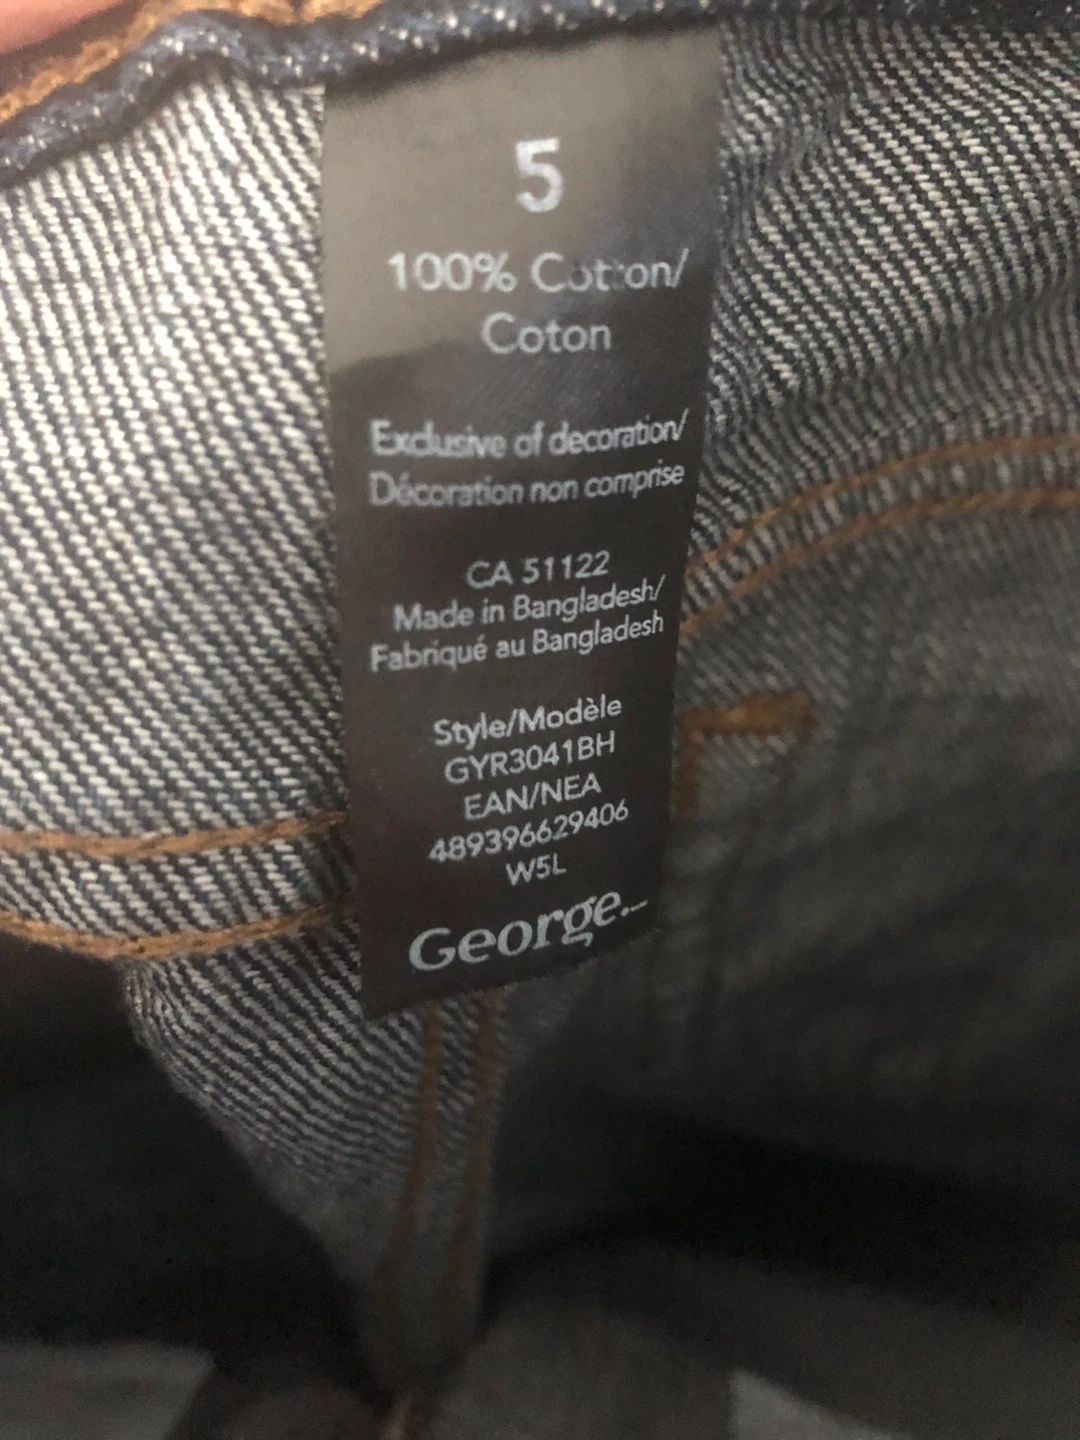 5
100% Cotton/
Coton
Exclusive of decoration/
Décoration non comprise
CA 51122
Made in Bangladesh/
Fabriqué au Bangladesh
Style/Modèle
GYR3041BH
EAN/NEA
489396629406
W5L
George